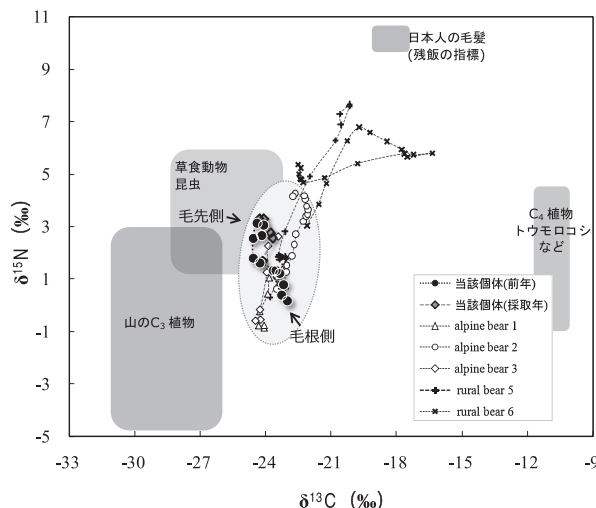 11
9
7
5
3
1
-1
-3
-5
δ¹⁵N (‰)
日本人の毛髪
(残飯の指標)
草食動物
昆虫
毛先側
C₄ 植物
トウモロコシ
など
山のC₃ 植物
毛根側
当該個体(前年)
当該個体(採取年)
alpine bear 1
alpine bear 2
alpine bear 3
rural bear 5
rural bear 6
-33 -30 -27 -24 -21 -18 -15 -12 -9
δ¹³C (‰)